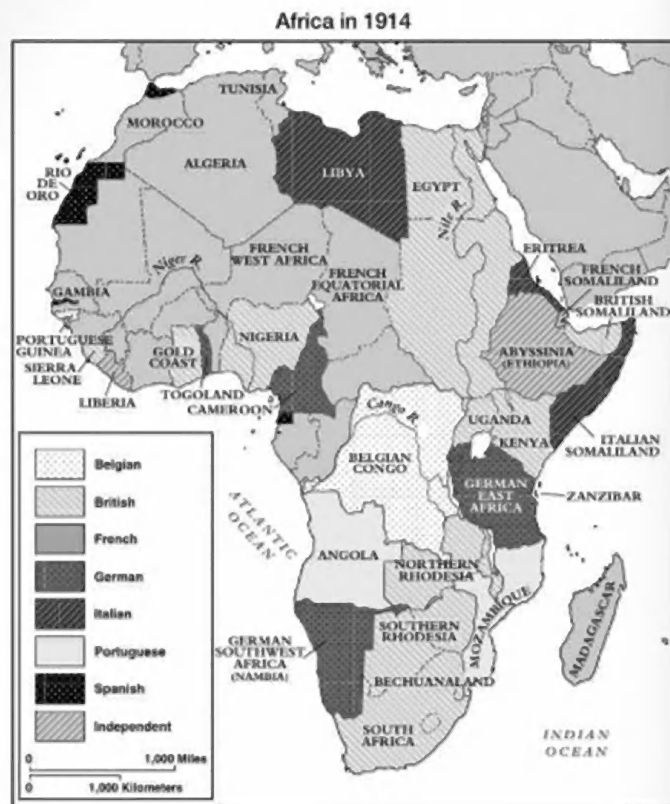 Africa in 1914
TUNISIA
MOROCCO
ALGERIA
LIBYA
EGYPT
RIO
DE
ORO
Nile R.
ERITREA
FRENCH
WEST AFRICA
Niger R.
FRENCH
EQUATORIAL
AFRICA
FRENCH
SOMALILAND
BRITISH
SOMALILAND
GAMBIA
PORTUGUESE
GUINEA
SIERRA
LEONE
LIBERIA
GOLD
COAST
NIGERIA
TOGOLAND
CAMEROON
ABYSSINIA
(ETHIOPIA)
Cango R.
UGANDA
KENYA
ITALIAN
SOMALILAND
BELGIAN
CONGO
GERMAN
EAST
AFRICA
ZANZIBAR
ATLANTIC
OCEAN
ANGOLA
NORTHERN
RHODESIA
MOZAMBIQUE
MADAGASCAR
GERMAN
SOUTHWEST
AFRICA
(NAMBIA)
SOUTHERN
RHODESIA
BECHUANALAND
SOUTH
AFRICA
INDIAN
OCEAN
Belgian
British
French
German
Italian
Portuguese
Spanish
Independent
0 1,000 Miles
0 1,000 Kilometers